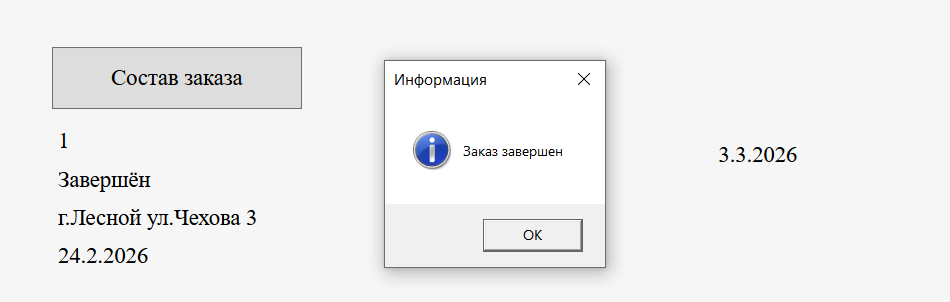 Состав заказа
1
Завершён
г.Лесной ул.Чехова 3
24.2.2026
Информация
Заказ завершен
OK
3.3.2026